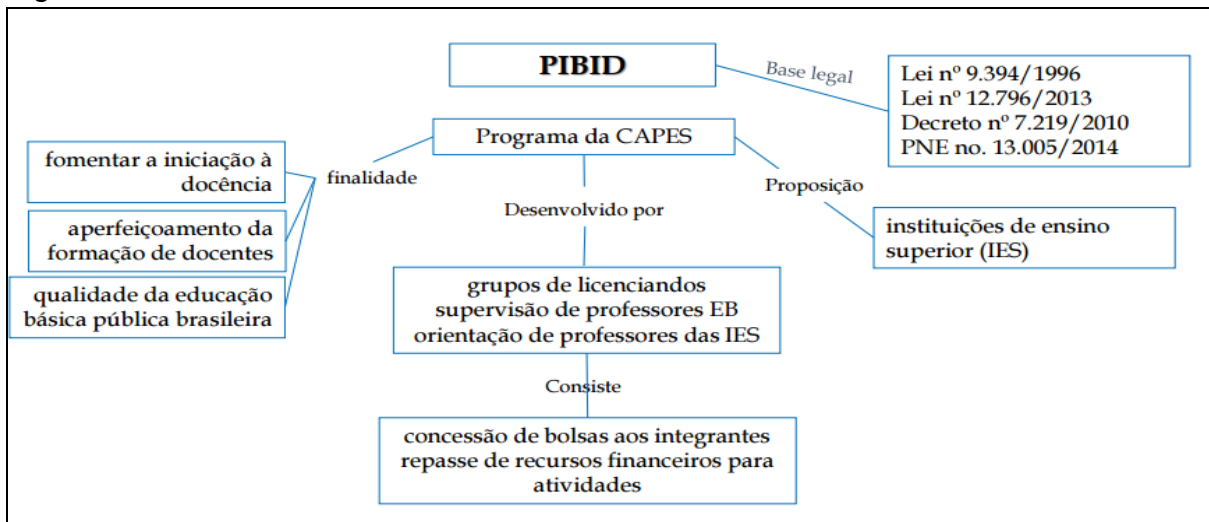 PIBID
Base legal
Lei nº 9.394/1996
Lei nº 12.796/2013
Decreto nº 7.219/2010
PNE no. 13.005/2014
Programa da CAPES
finalidade
fomentar a iniciação à
docência
aperfeiçoamento da
formação de docentes
qualidade da educação
básica pública brasileira
Desenvolvido por
Proposição
instituições de ensino
superior (IES)
grupos de licenciandos
supervisão de professores EB
orientação de professores das IES
Consiste
concessão de bolsas aos integrantes
repasse de recursos financeiros para
atividades